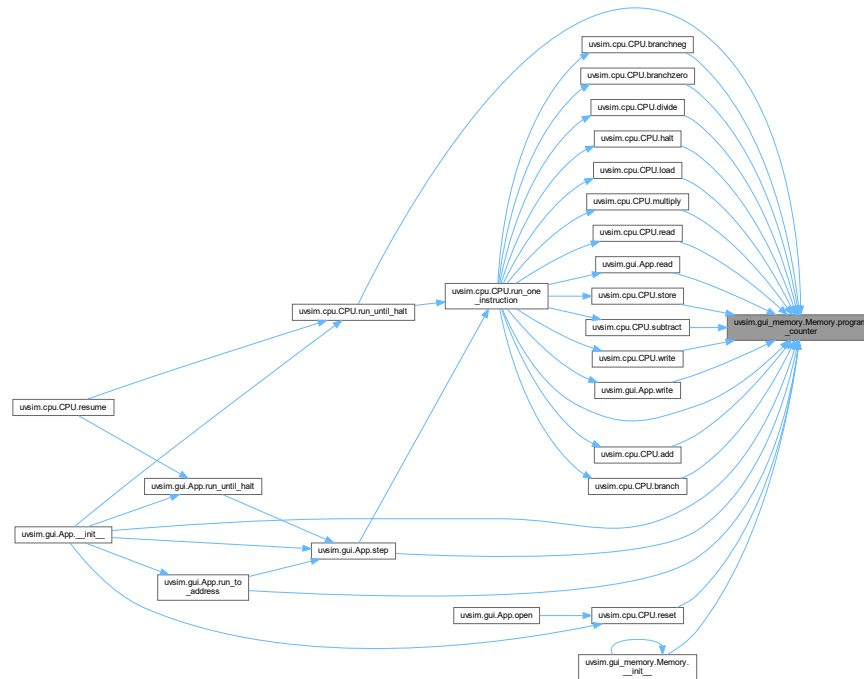 uvsim.cpu.CPU.branchneg
uvsim.cpu.CPU.branchzero
uvsim.cpu.CPU.divide
uvsim.cpu.CPU.halt
uvsim.cpu.CPU.load
uvsim.cpu.CPU.multiply
uvsim.cpu.CPU.read
uvsim.gui.App.read
uvsim.cpu.CPU.run_one
_instruction
uvsim.cpu.CPU.store
uvsim.cpu.CPU.run_until_halt
uvsim.gui_memory.Memory.program
_counter
uvsim.cpu.CPU.subtract
uvsim.cpu.CPU.write
uvsim.gui.App.write
uvsim.cpu.CPU.resume
uvsim.cpu.CPU.add
uvsim.gui.App.run_until_halt
uvsim.cpu.CPU.branch
uvsim.gui.App.__init__
uvsim.gui.App.step
uvsim.gui.App.run_to
_address
uvsim.gui.App.open
uvsim.cpu.CPU.reset
uvsim.gui_memory.Memory.
__init__